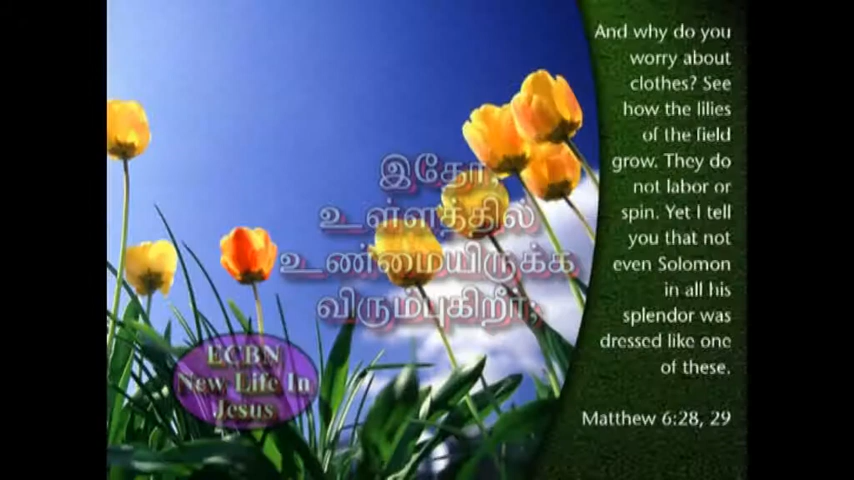 இதோ,
உள்ளத்தில்
உண்மையிருக்க
விரும்புகிறீர்;
ECBN
New Life In
Jesus
And why do you
worry about
clothes? See
how the lilies
of the field
grow. They do
not labor or
spin. Yet I tell
you that not
even Solomon
in all his
splendor was
dressed like one
of these.
Matthew 6:28, 29